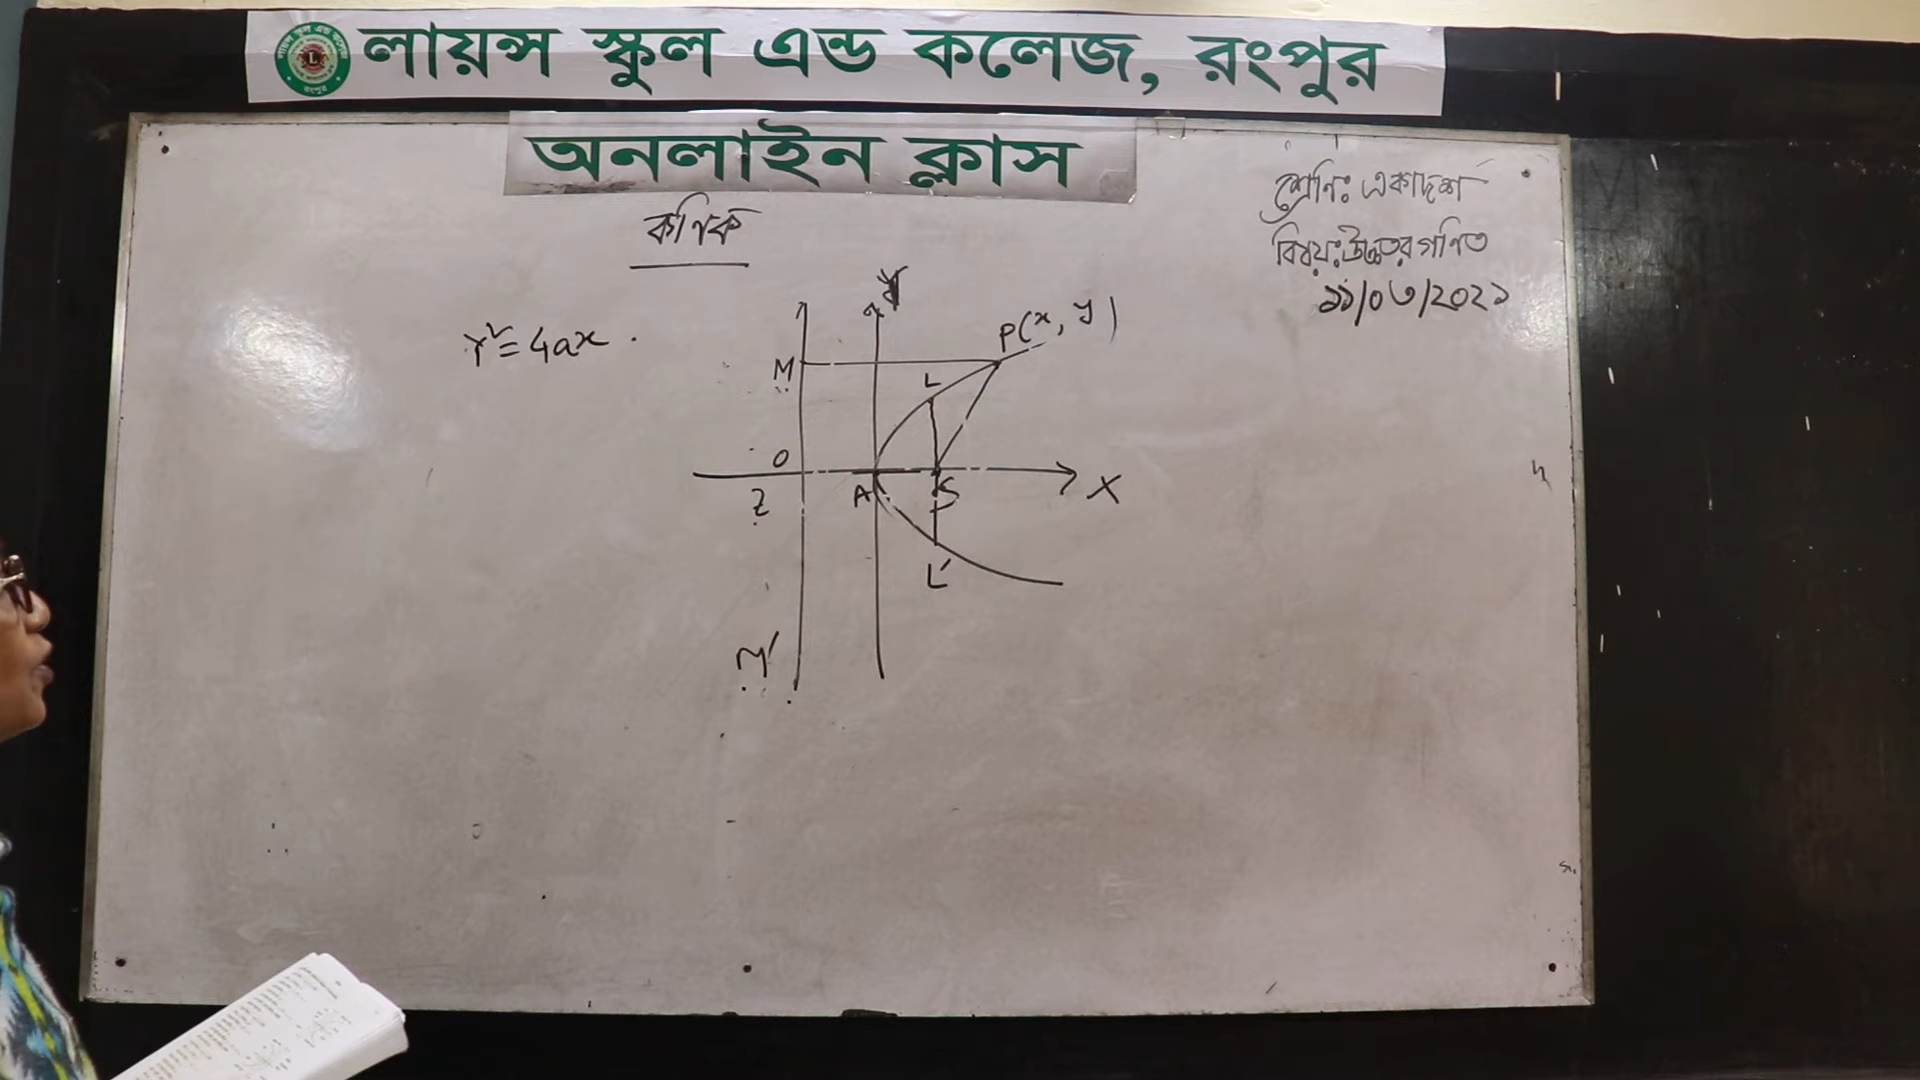 লায়ন্স স্কুল এন্ড কলেজ, রংপুর
অনলাইন ক্লাস
কণিক
শ্রেণিঃ একাদশ
বিষয়ঃ উচ্চতর গণিত
১১/০৩/২০২১
Y² = 4ax .
Y
P(x, y)
M
L
O
Z
A
S
X
L′
M′